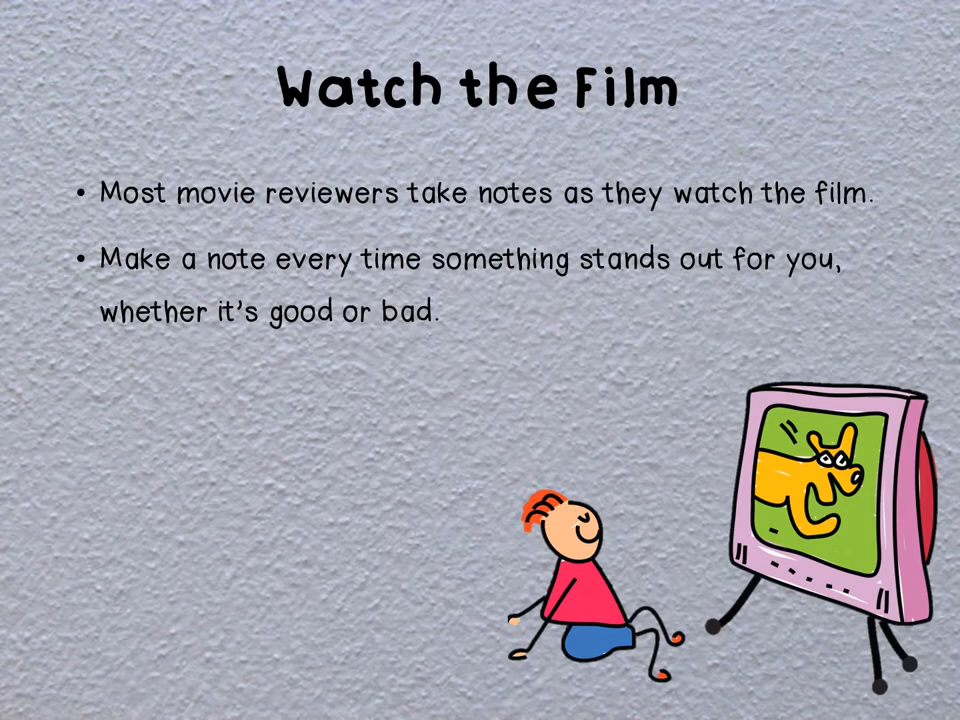 Watch the Film
• Most movie reviewers take notes as they watch the film.
• Make a note every time something stands out for you,
whether it's good or bad.